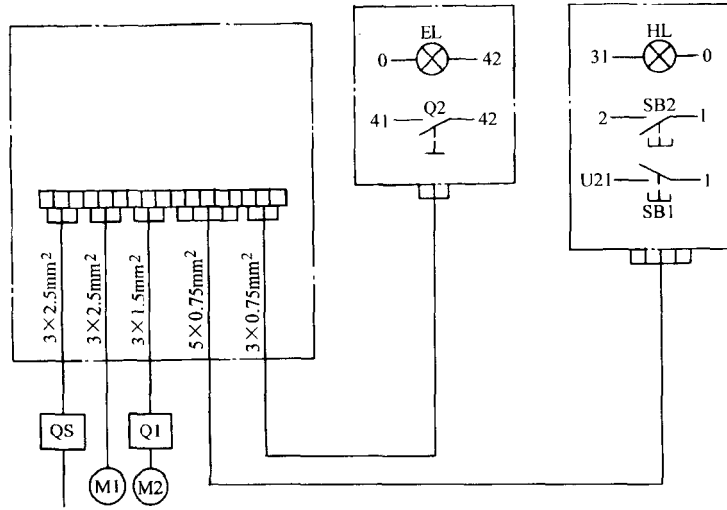 EL
0 42
41 Q2 42
HL
31 0
SB2
2 1
U21 1
SB1
3×2.5mm²
3×2.5mm²
3×1.5mm²
5×0.75mm²
3×0.75mm²
QS
Q1
M1
M2